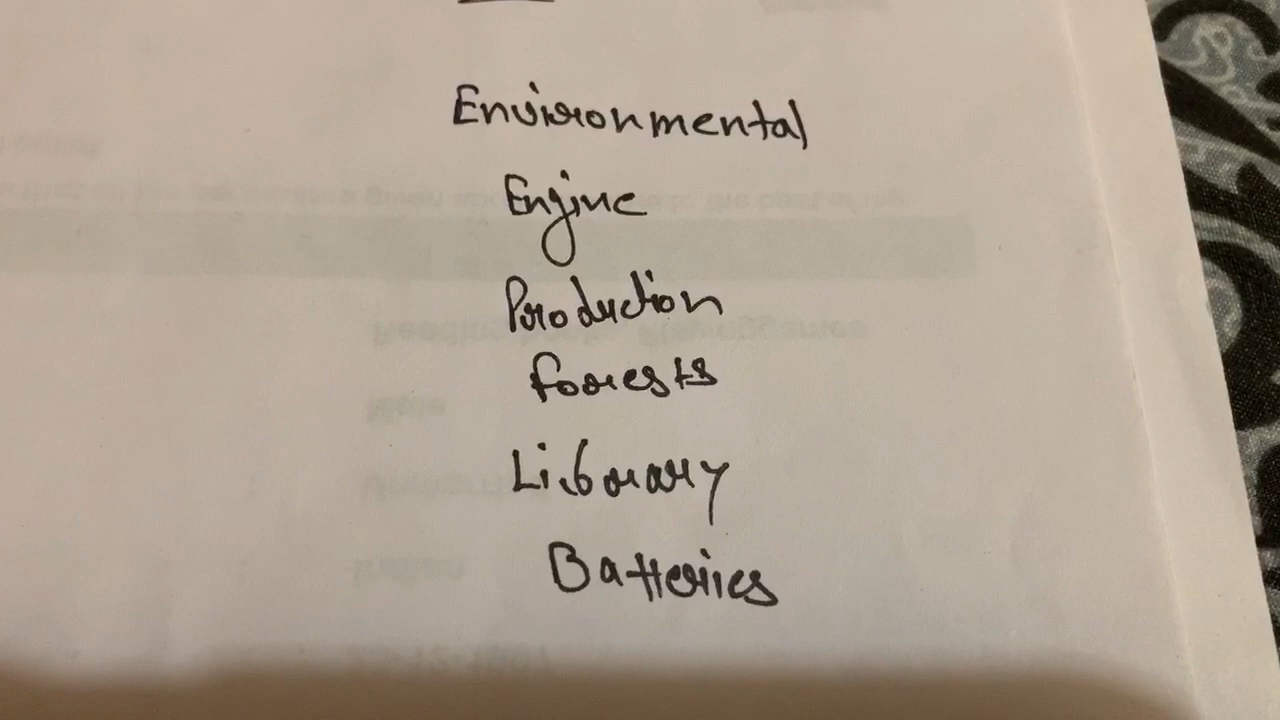 Environmental
Engine
Production
forests
Library
Batteries